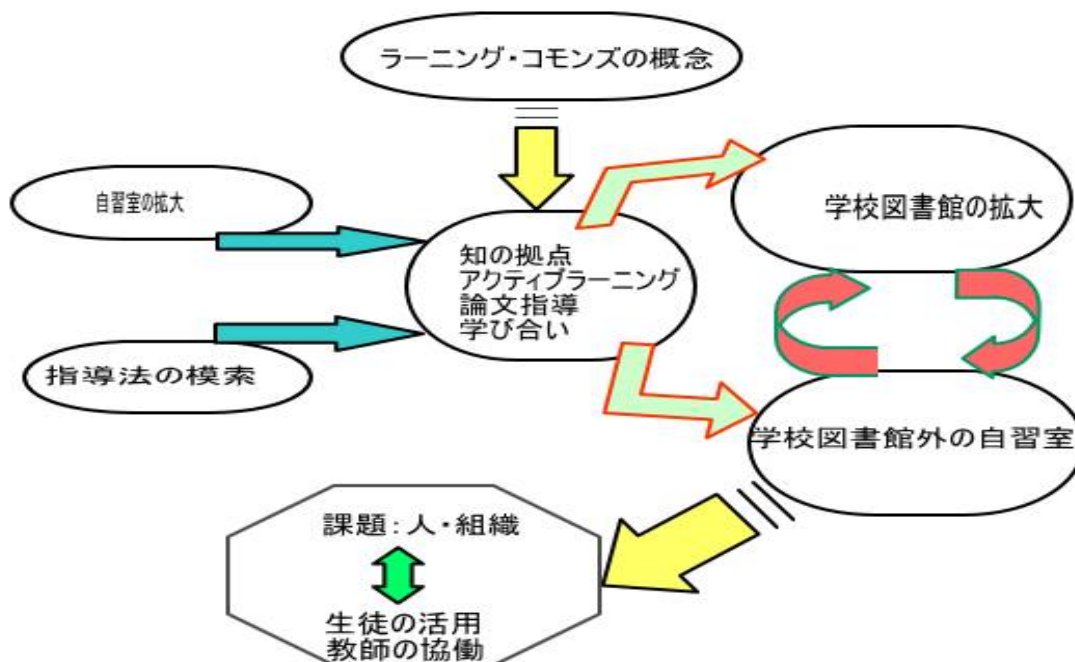 ラーニング・コモンズの概念
自習室の拡大
学校図書館の拡大
知の拠点
アクティブラーニング
論文指導
学び合い
指導法の模索
学校図書館外の自習室
課題:人・組織
生徒の活用
教師の協働